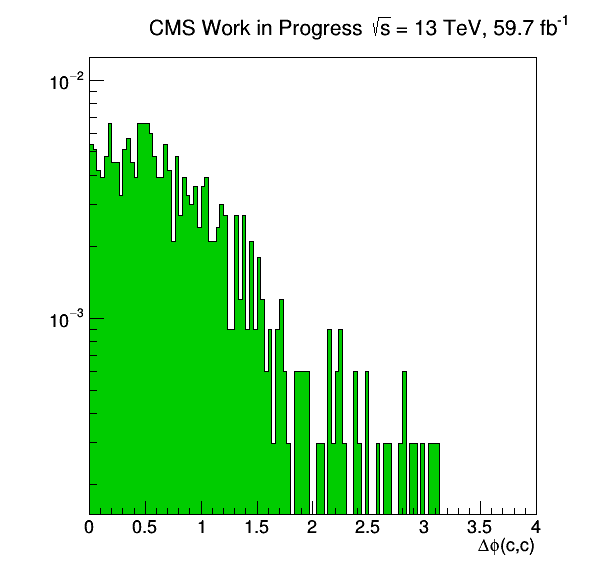 CMS Work in Progress √s = 13 TeV, 59.7 fb⁻¹
10⁻²
10⁻³
0 0.5 1 1.5 2 2.5 3 3.5 4
Δϕ(c,c)